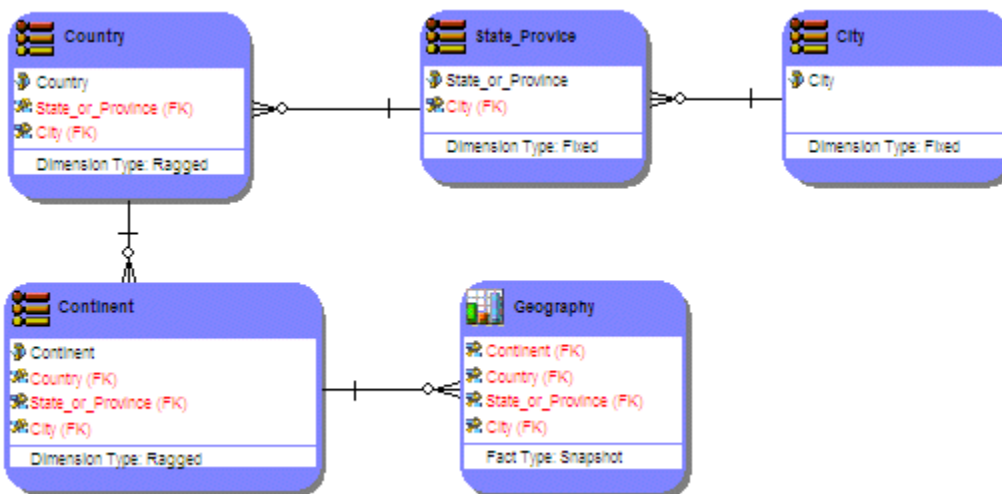 Country
Country
State_or_Province (FK)
City (FK)
Dimension Type: Ragged
State_Provice
State_or_Province
City (FK)
Dimension Type: Fixed
City
City
Dimension Type: Fixed
Continent
Continent
Country (FK)
State_or_Province (FK)
City (FK)
Dimension Type: Ragged
Geography
Continent (FK)
Country (FK)
State_or_Province (FK)
City (FK)
Fact Type: Snapshot